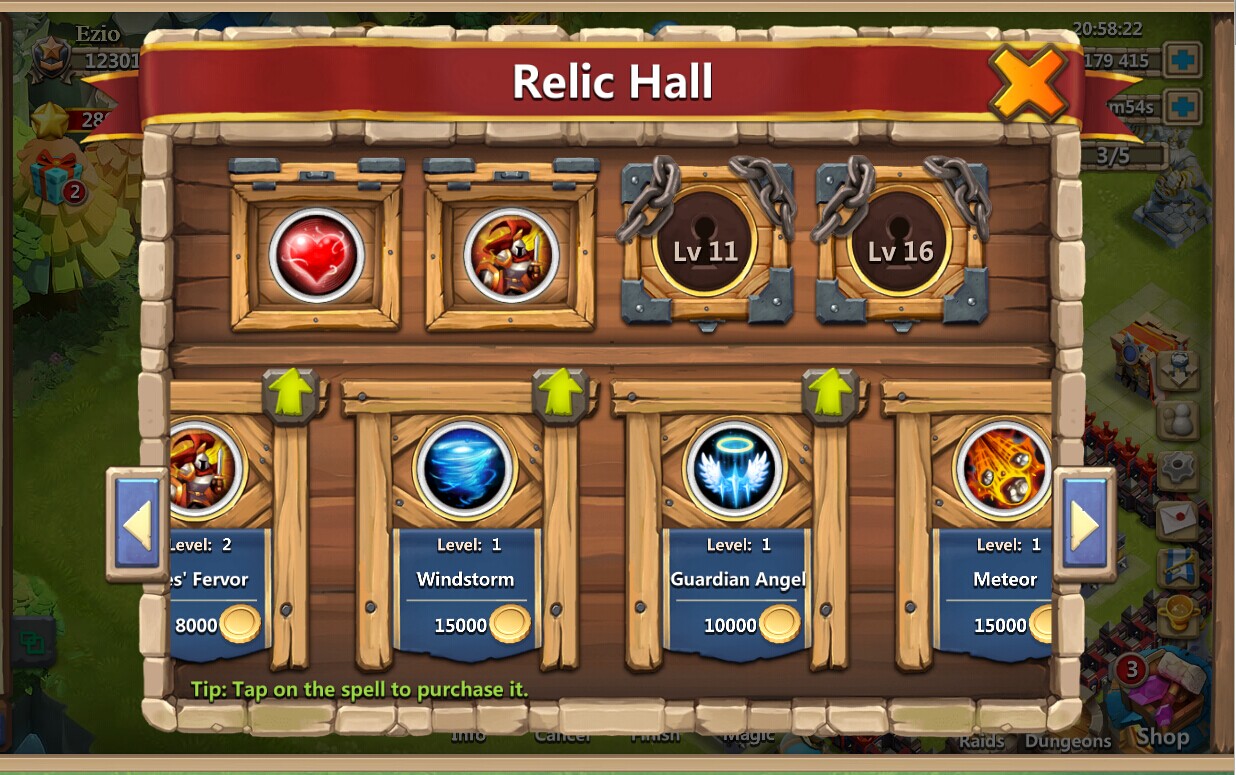 Ezio
20:58:22
12301
Relic Hall
179 415
28
m54s
2
3/5
Lv 11
Lv 16
Level: 2
Level: 1
Level: 1
Level: 1
es' Fervor
Windstorm
Guardian Angel
Meteor
8000
15000
10000
15000
3
Tip: Tap on the spell to purchase it.
Info
Cancel
Finish
Magic
Raids
Dungeons
Shop